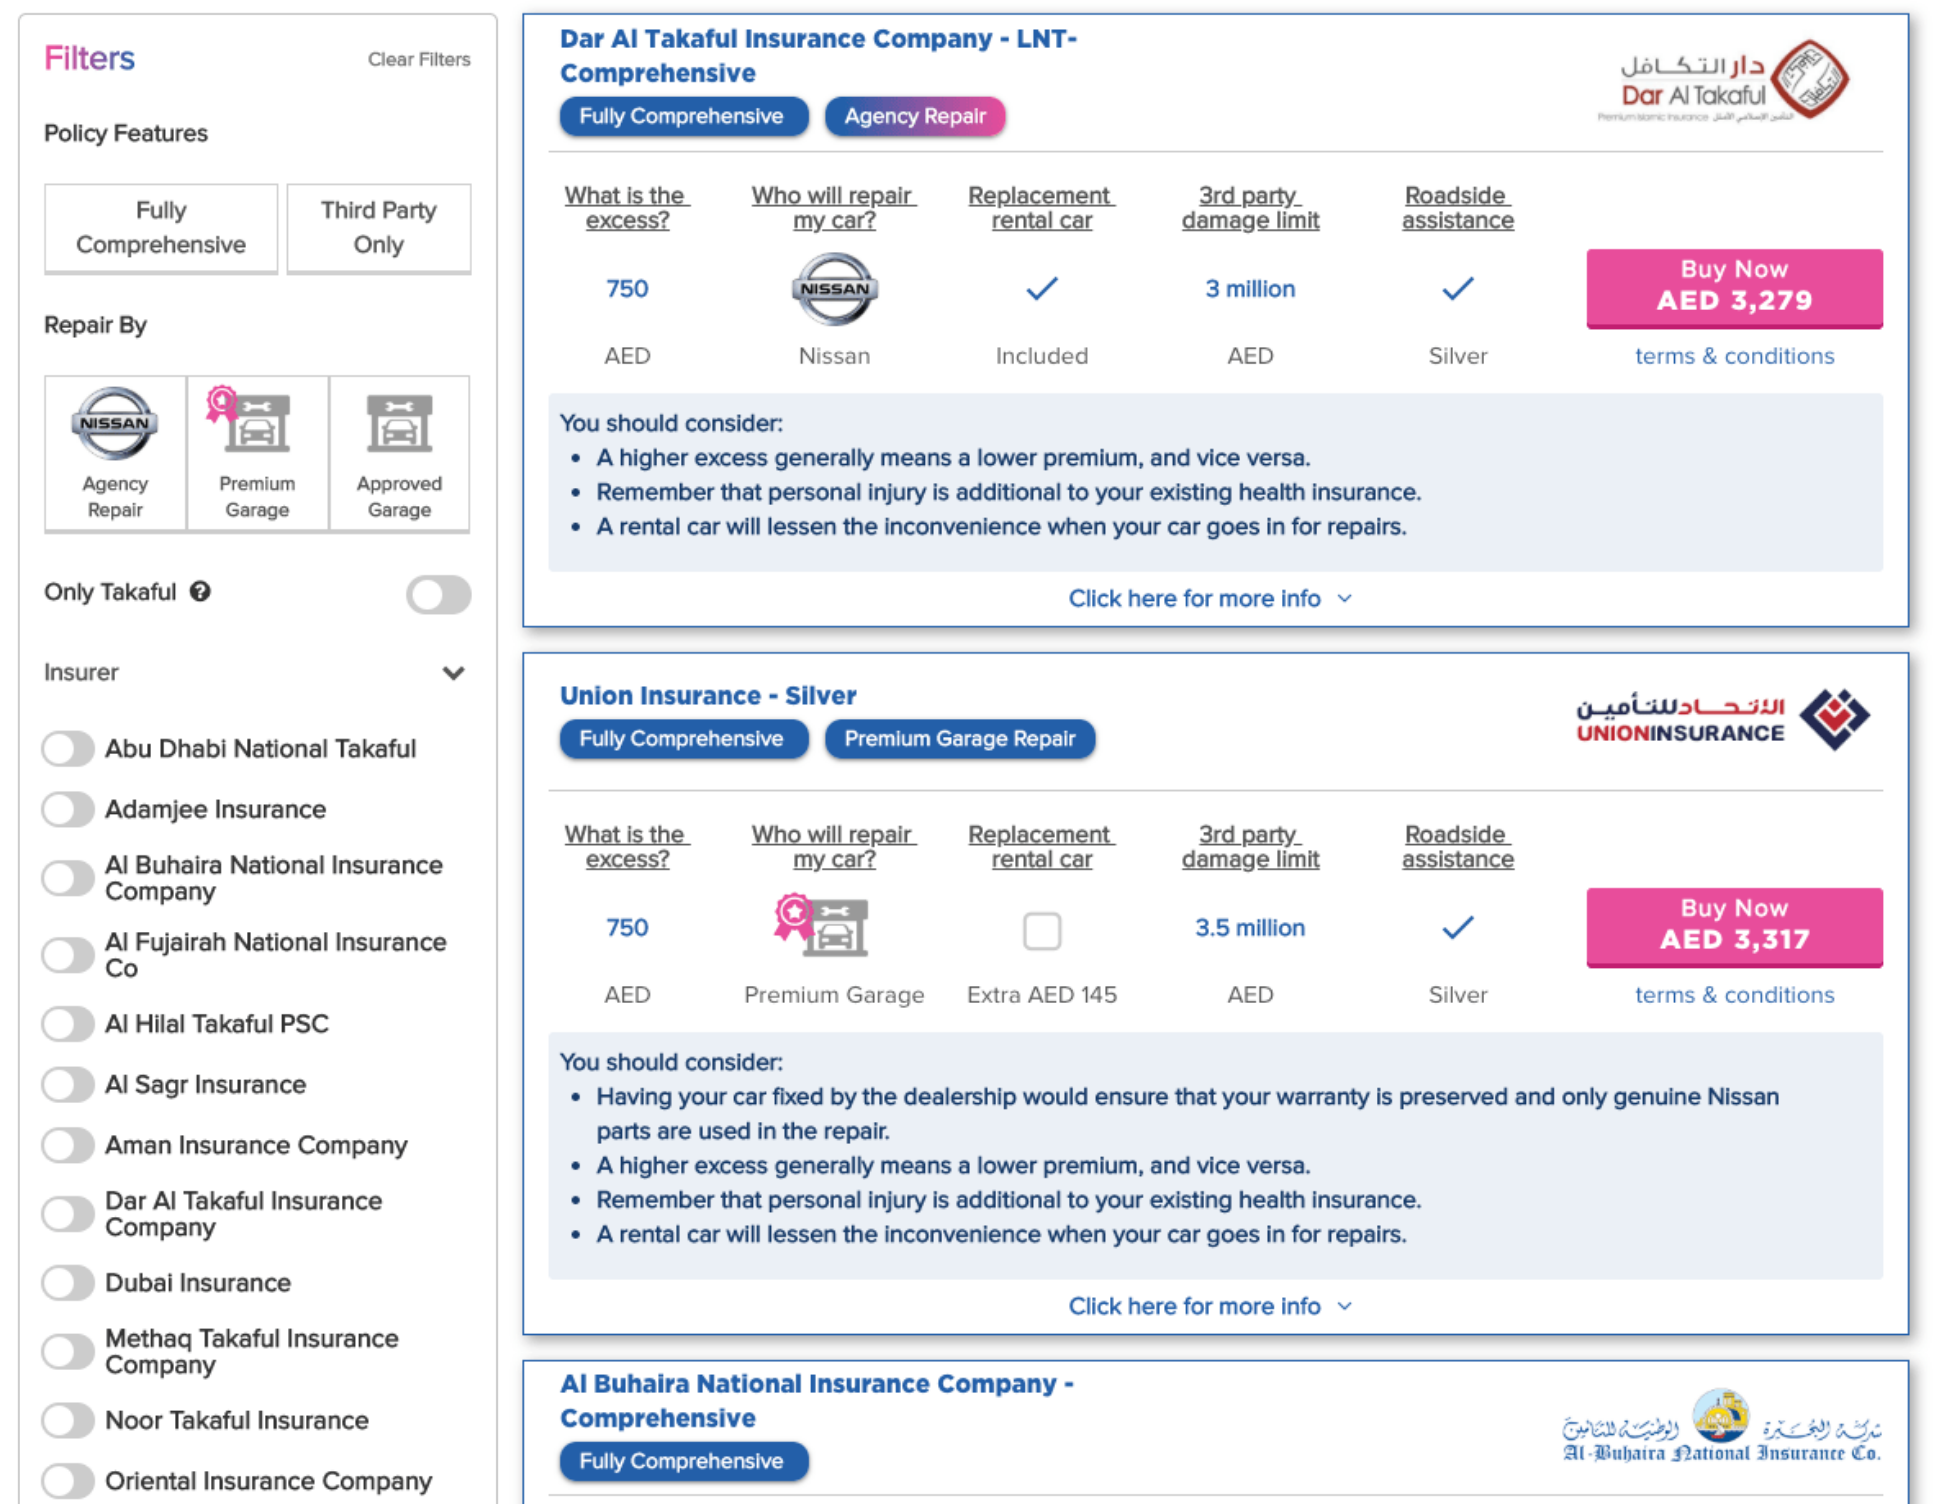 Filters
Clear Filters
Policy Features
Fully
Comprehensive
Third Party
Only
Repair By
NISSAN
Agency
Repair
Premium
Garage
Approved
Garage
Only Takaful ?
Insurer
Abu Dhabi National Takaful
Adamjee Insurance
Al Buhaira National Insurance
Company
Al Fujairah National Insurance
Co
Al Hilal Takaful PSC
Al Sagr Insurance
Aman Insurance Company
Dar Al Takaful Insurance
Company
Dubai Insurance
Methaq Takaful Insurance
Company
Noor Takaful Insurance
Oriental Insurance Company
Dar Al Takaful Insurance Company - LNT-
Comprehensive
Fully Comprehensive
Agency Repair
دار التكافل
Dar Al Takaful
Premium Islamic Insurance التأمين الإسلامي الأمثل
What is the
excess?
Who will repair
my car?
Replacement
rental car
3rd party
damage limit
Roadside
assistance
750
NISSAN
3 million
Buy Now
AED 3,279
AED
Nissan
Included
AED
Silver
terms & conditions
You should consider:
• A higher excess generally means a lower premium, and vice versa.
• Remember that personal injury is additional to your existing health insurance.
• A rental car will lessen the inconvenience when your car goes in for repairs.
Click here for more info
Union Insurance - Silver
Fully Comprehensive
Premium Garage Repair
الاتحاد للتأمين
UNIONINSURANCE
What is the
excess?
Who will repair
my car?
Replacement
rental car
3rd party
damage limit
Roadside
assistance
750
3.5 million
Buy Now
AED 3,317
AED
Premium Garage
Extra AED 145
AED
Silver
terms & conditions
You should consider:
• Having your car fixed by the dealership would ensure that your warranty is preserved and only genuine Nissan
parts are used in the repair.
• A higher excess generally means a lower premium, and vice versa.
• Remember that personal injury is additional to your existing health insurance.
• A rental car will lessen the inconvenience when your car goes in for repairs.
Click here for more info
Al Buhaira National Insurance Company -
Comprehensive
Fully Comprehensive
شركة البحيرة الوطنية للتأمين
Al-Buhaira National Insurance Co.